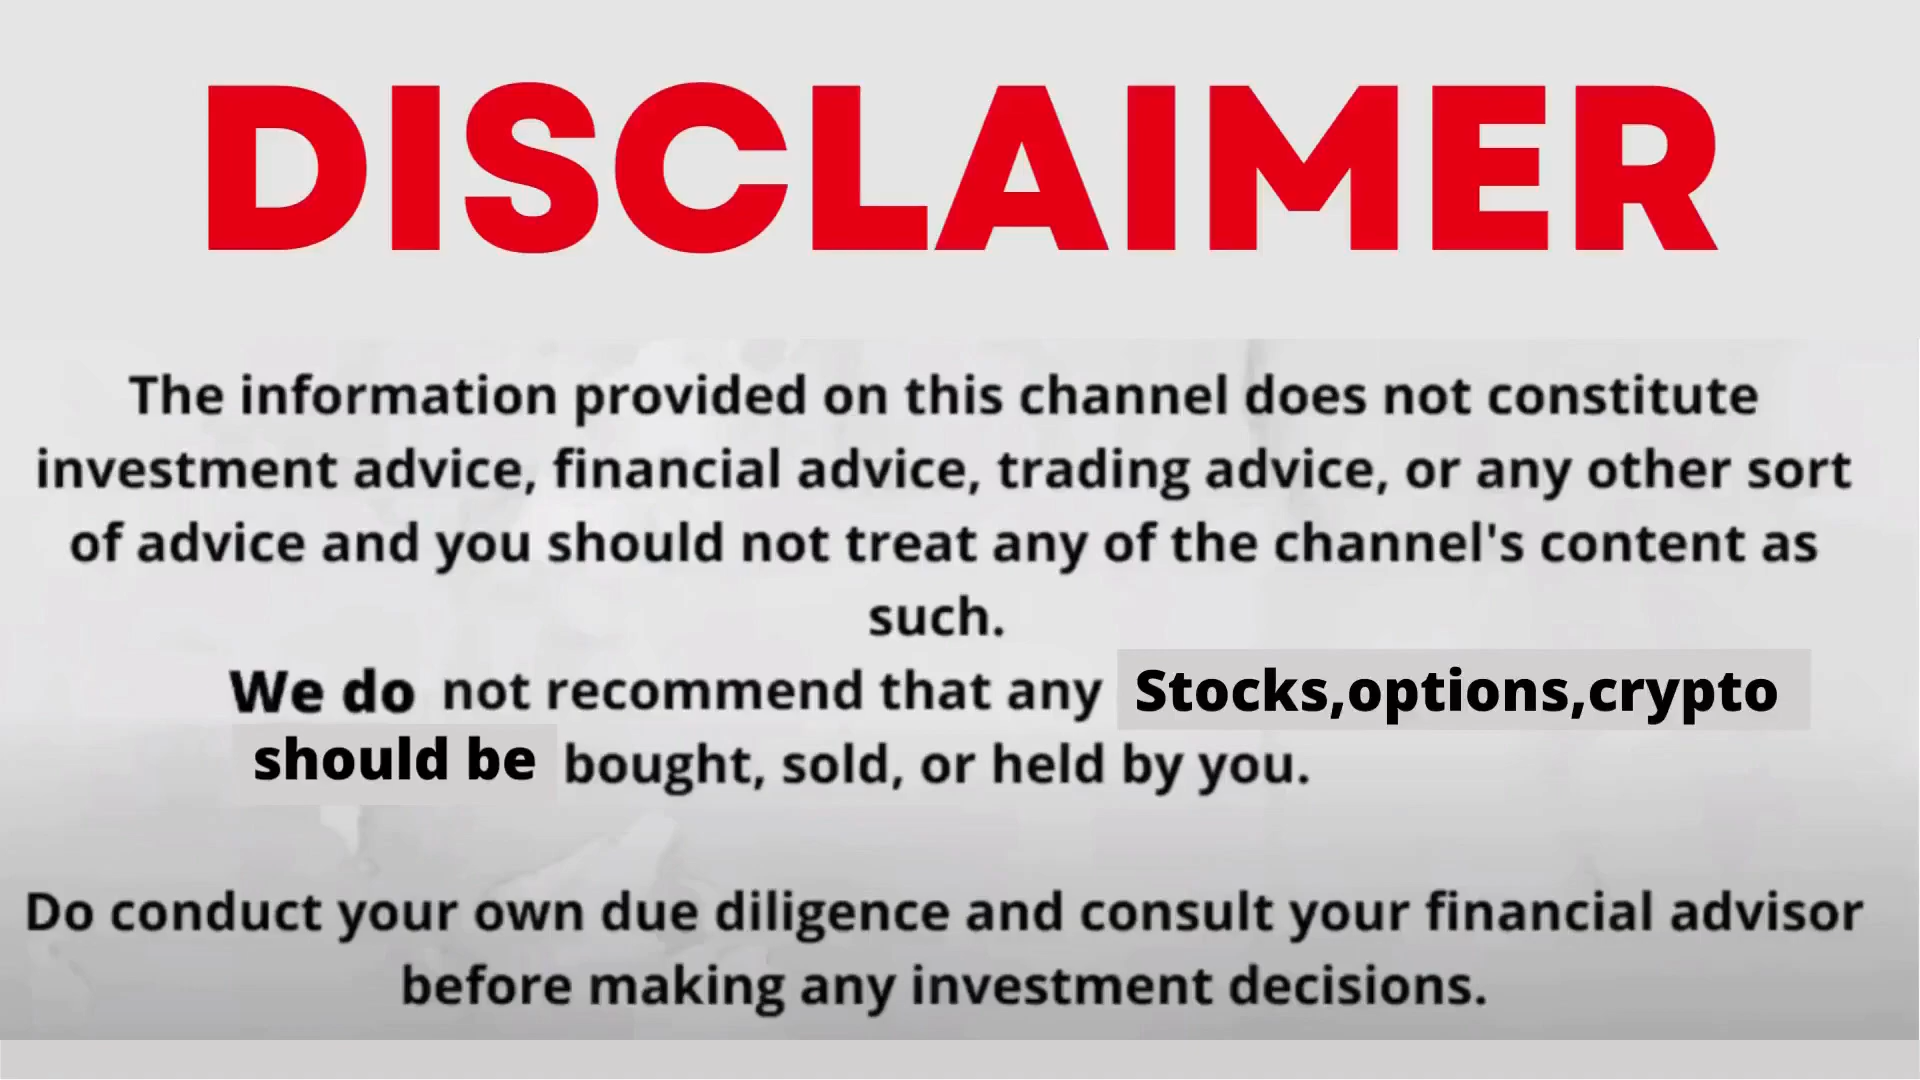 DISCLAIMER
The information provided on this channel does not constitute
investment advice, financial advice, trading advice, or any other sort
of advice and you should not treat any of the channel's content as
such.
We do not recommend that any Stocks,options,crypto
should be bought, sold, or held by you.
Do conduct your own due diligence and consult your financial advisor
before making any investment decisions.